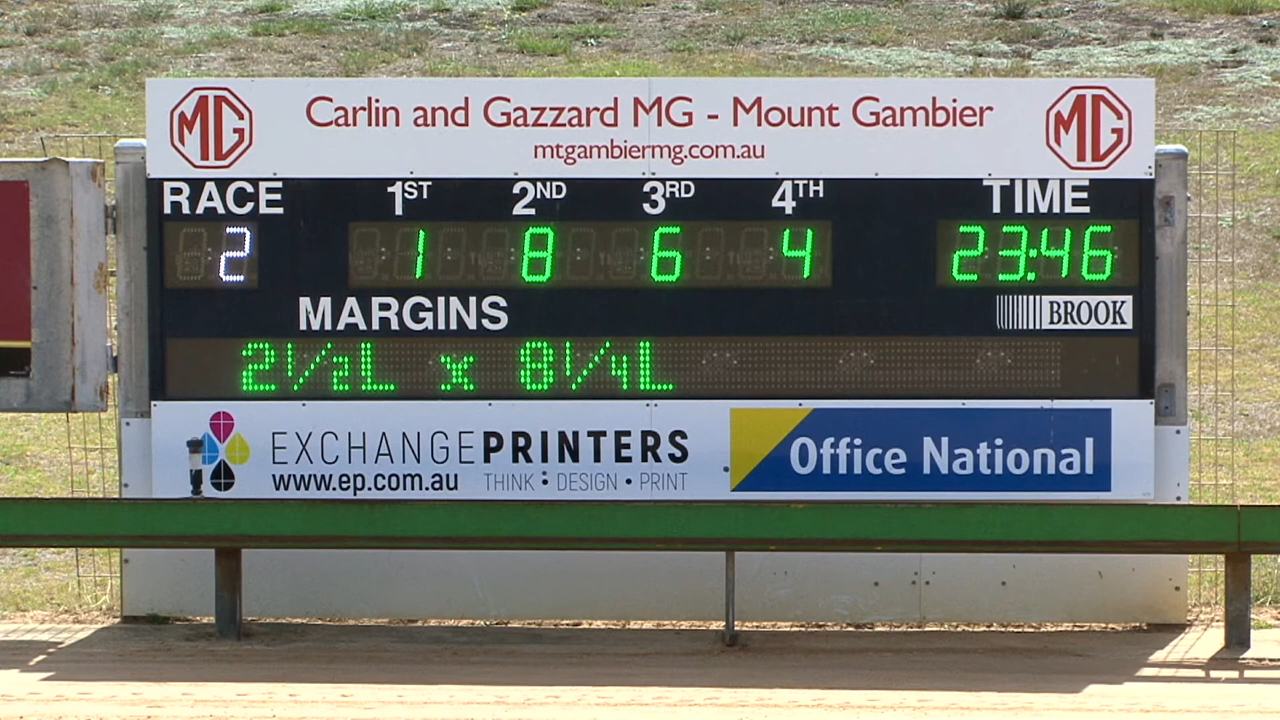 MG Carlin and Gazzard MG - Mount Gambier MG
mtgambiermg.com.au
RACE 1ST 2ND 3RD 4TH TIME
2 1 8 6 4 23:46
MARGINS BROOK
2½L x 8¼L
EXCHANGEPRINTERS Office National
www.ep.com.au THINK : DESIGN • PRINT